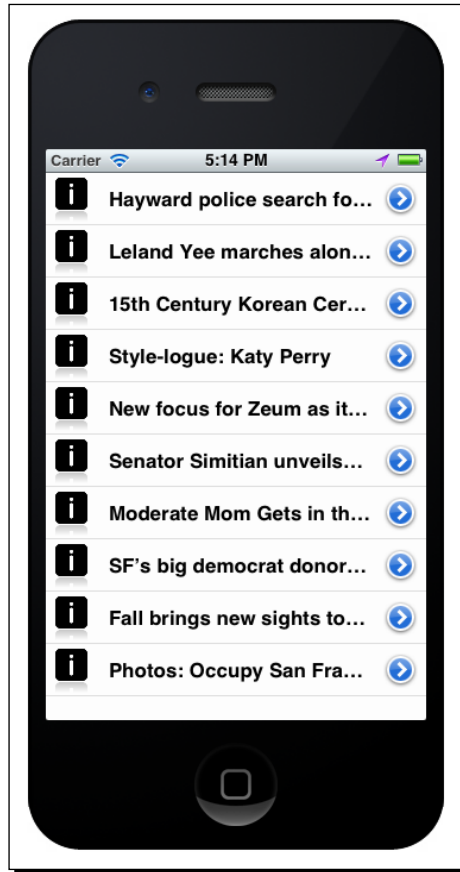 Carrier 5:14 PM
i Hayward police search fo...
i Leland Yee marches alon...
i 15th Century Korean Cer...
i Style-logue: Katy Perry
i New focus for Zeum as it...
i Senator Simitian unveils...
i Moderate Mom Gets in th...
i SF's big democrat donor...
i Fall brings new sights to...
i Photos: Occupy San Fra...